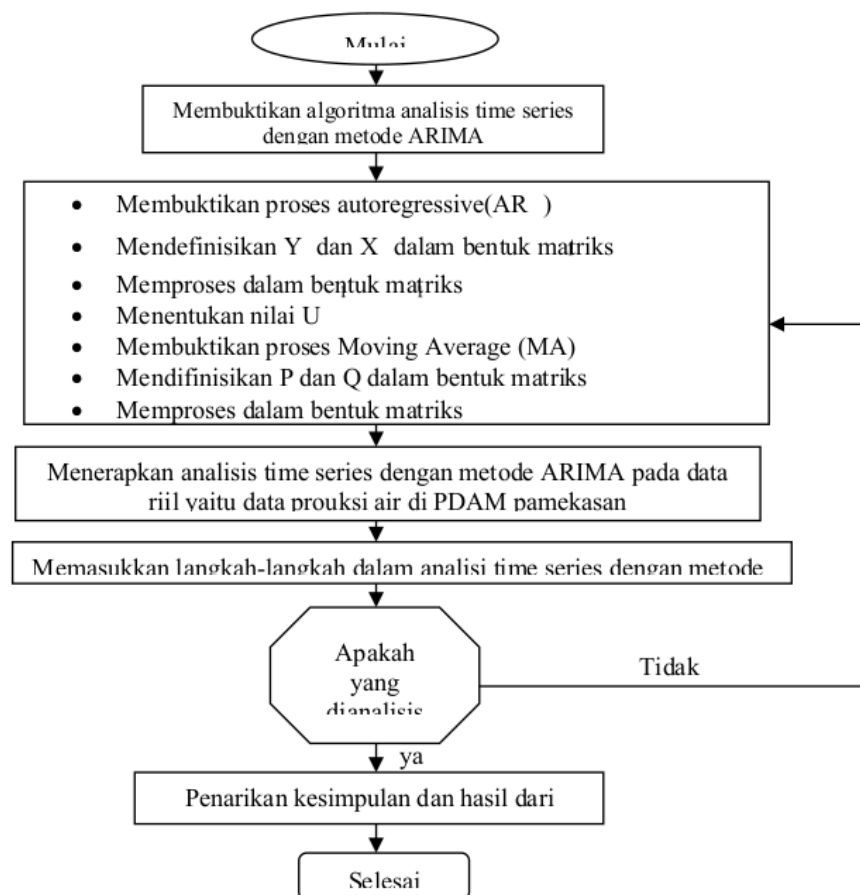 Mulai
Membuktikan algoritma analisis time series
dengan metode ARIMA
• Membuktikan proses autoregressive(AR )
• Mendefinisikan Y dan X dalam bentuk matriks
• Memproses dalam bentuk matriks
• Menentukan nilai U
• Membuktikan proses Moving Average (MA)
• Mendifinisikan P dan Q dalam bentuk matriks
• Memproses dalam bentuk matriks
Menerapkan analisis time series dengan metode ARIMA pada data
riil yaitu data prouksi air di PDAM pamekasan
Memasukkan langkah-langkah dalam analisi time series dengan metode
Apakah
yang
dianalisis
Tidak
ya
Penarikan kesimpulan dan hasil dari
Selesai